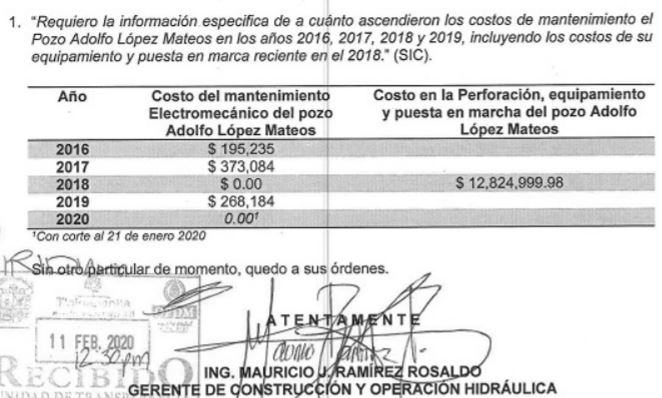 1. "Requiero la información especifica de a cuánto ascendieron los costos de mantenimiento el
Pozo Adolfo López Mateos en los años 2016, 2017, 2018 y 2019, incluyendo los costos de su
equipamiento y puesta en marca reciente en el 2018." (SIC).
Año Costo del mantenimiento Electromecánico del pozo Adolfo López Mateos Costo en la Perforación, equipamiento y puesta en marcha del pozo Adolfo López Mateos
2016 $ 195,235
2017 $ 373,084
2018 $ 0.00 $ 12,824,999.98
2019 $ 268,184
2020 0.00¹
¹Con corte al 21 de enero 2020
Sin otro particular de momento, quedo a sus órdenes.
ATENTAMENTE
11 FEB. 2020
12:30pm
RECIBIDO
ING. MAURICIO J. RAMÍREZ ROSALDO
GERENTE DE CONSTRUCCIÓN Y OPERACIÓN HIDRÁULICA